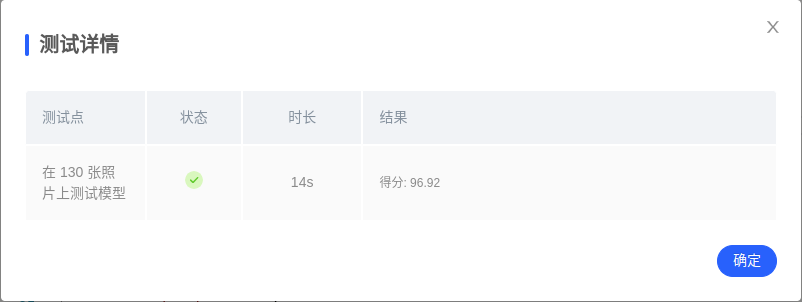 测试详情
测试点
状态
时长
结果
在 130 张照
片上测试模型
14s
得分: 96.92
确定